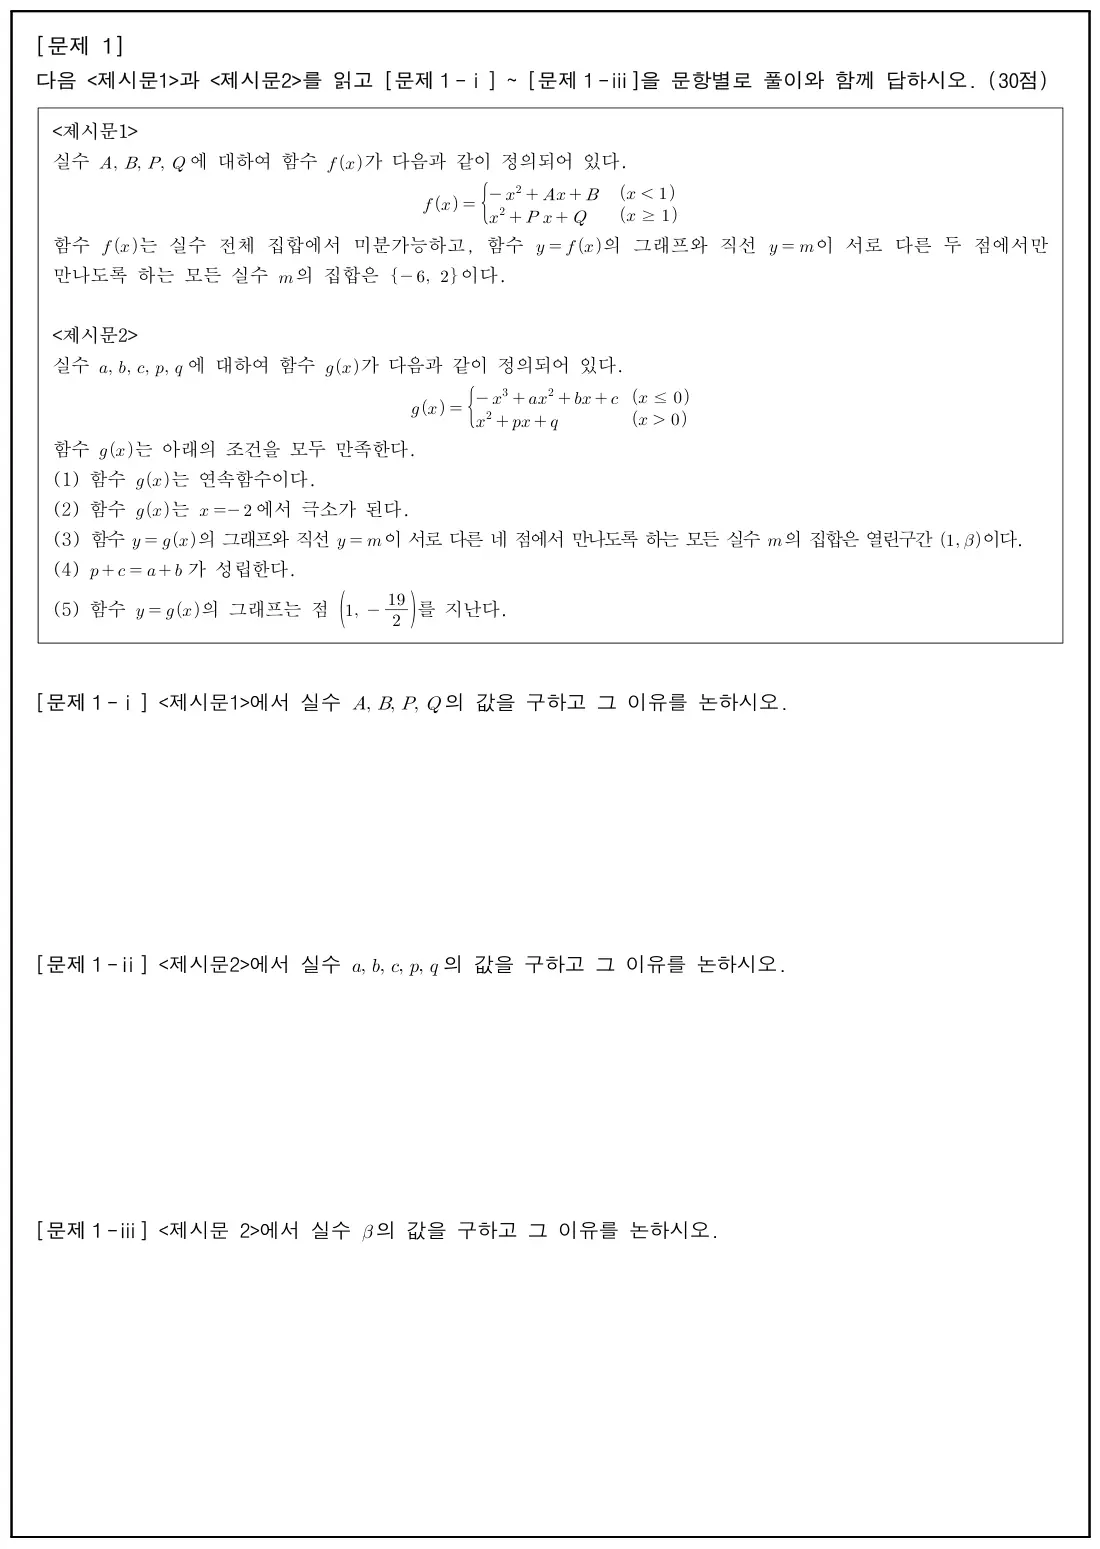 [문제 1]
다음 <제시문1>과 <제시문2>를 읽고 [문제 1-ⅰ] ~ [문제 1-ⅲ]을 문항별로 풀이와 함께 답하시오. (30점)
<제시문1>
실수 A, B, P, Q에 대하여 함수 f(x)가 다음과 같이 정의되어 있다.
f(x) = { -x² + Ax + B (x < 1)
x² + Px + Q (x ≥ 1)
함수 f(x)는 실수 전체 집합에서 미분가능하고, 함수 y = f(x)의 그래프와 직선 y = m이 서로 다른 두 점에서만
만나도록 하는 모든 실수 m의 집합은 {-6, 2}이다.
<제시문2>
실수 a, b, c, p, q에 대하여 함수 g(x)가 다음과 같이 정의되어 있다.
g(x) = { -x³ + ax² + bx + c (x ≤ 0)
x² + px + q (x > 0)
함수 g(x)는 아래의 조건을 모두 만족한다.
(1) 함수 g(x)는 연속함수이다.
(2) 함수 g(x)는 x = -2에서 극소가 된다.
(3) 함수 y = g(x)의 그래프와 직선 y = m이 서로 다른 네 점에서 만나도록 하는 모든 실수 m의 집합은 열린구간 (1, β)이다.
(4) p + c = a + b가 성립한다.
(5) 함수 y = g(x)의 그래프는 점 (1, -19/2)를 지난다.
[문제 1-ⅰ] <제시문1>에서 실수 A, B, P, Q의 값을 구하고 그 이유를 논하시오.
[문제 1-ⅱ] <제시문2>에서 실수 a, b, c, p, q의 값을 구하고 그 이유를 논하시오.
[문제 1-ⅲ] <제시문 2>에서 실수 β의 값을 구하고 그 이유를 논하시오.